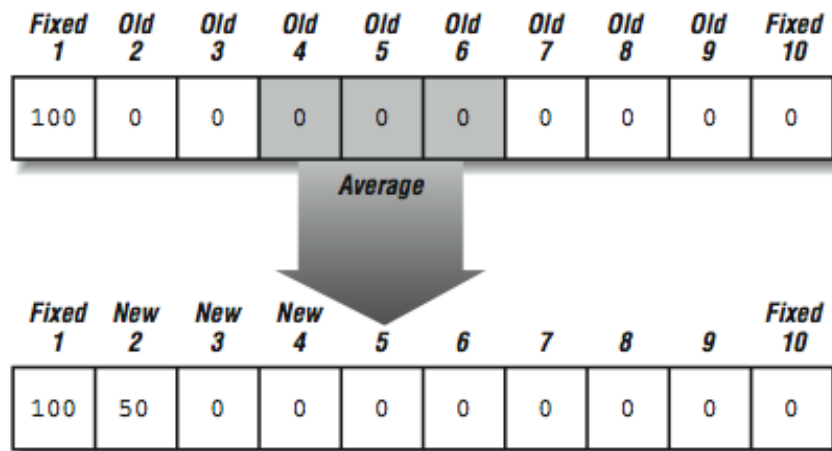 Fixed Old Old Old Old Old Old Old Old Fixed
1 2 3 4 5 6 7 8 9 10
100 0 0 0 0 0 0 0 0 0
Average
Fixed New New New Fixed
1 2 3 4 5 6 7 8 9 10
100 50 0 0 0 0 0 0 0 0